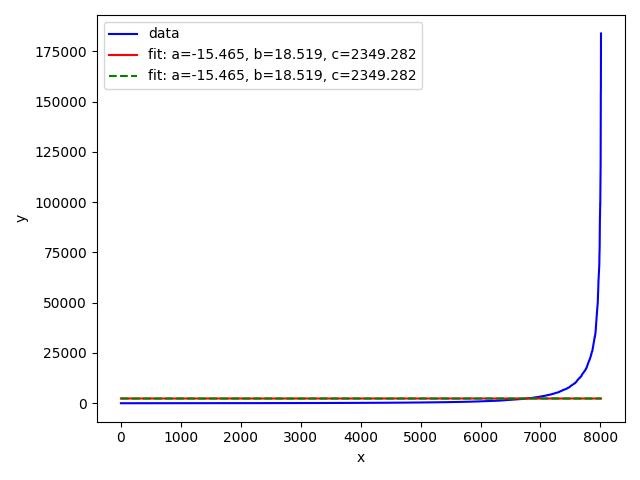 data
fit: a=-15.465, b=18.519, c=2349.282
fit: a=-15.465, b=18.519, c=2349.282
175000
150000
125000
100000
75000
50000
25000
0
y
0 1000 2000 3000 4000 5000 6000 7000 8000
x